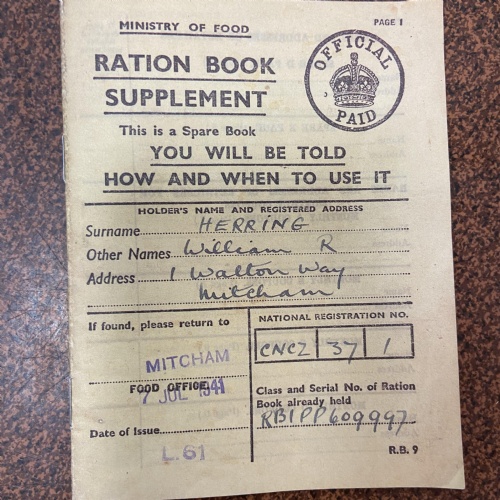 MINISTRY OF FOOD
PAGE 1
RATION BOOK
SUPPLEMENT
OFFICIAL
PAID
This is a Spare Book
YOU WILL BE TOLD
HOW AND WHEN TO USE IT
HOLDER'S NAME AND REGISTERED ADDRESS
Surname HERRING
Other Names William R
Address 1 Walton Way
Mitcham
If found, please return to
MITCHAM
FOOD OFFICE.
7 JUL 1941
Date of Issue
L.61
NATIONAL REGISTRATION NO.
CNCZ 37 1
Class and Serial No. of Ration
Book already held
RB1PP609997
R.B. 9